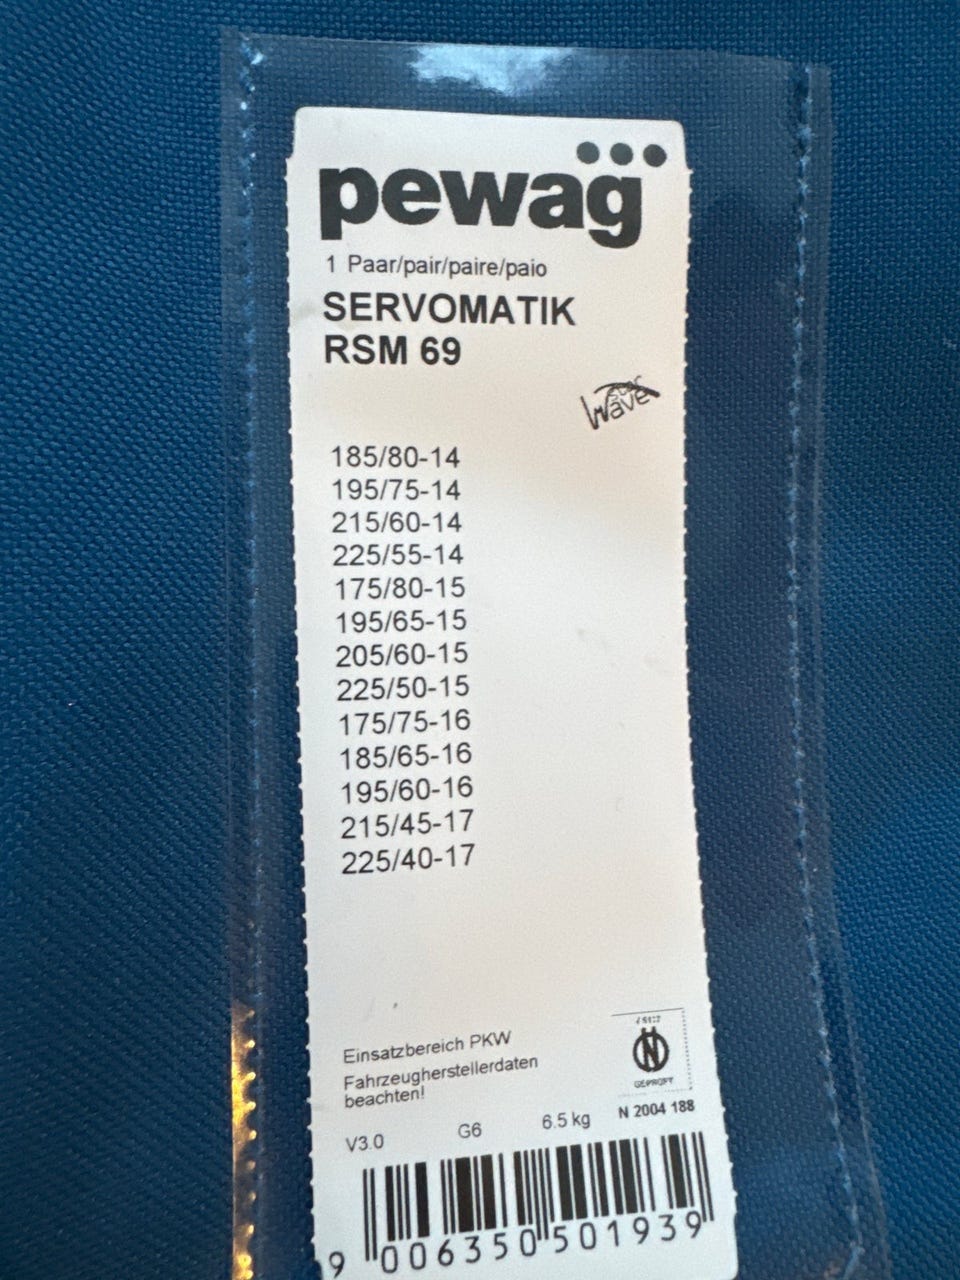 pewag
1 Paar/pair/paire/paio
SERVOMATIK
RSM 69
star
wave
185/80-14
195/75-14
215/60-14
225/55-14
175/80-15
195/65-15
205/60-15
225/50-15
175/75-16
185/65-16
195/60-16
215/45-17
225/40-17
Einsatzbereich PKW
Fahrzeugherstellerdaten
beachten!
GEPRÜFT
V3.0 G6 6.5 kg N 2004 188
9 006350 501939